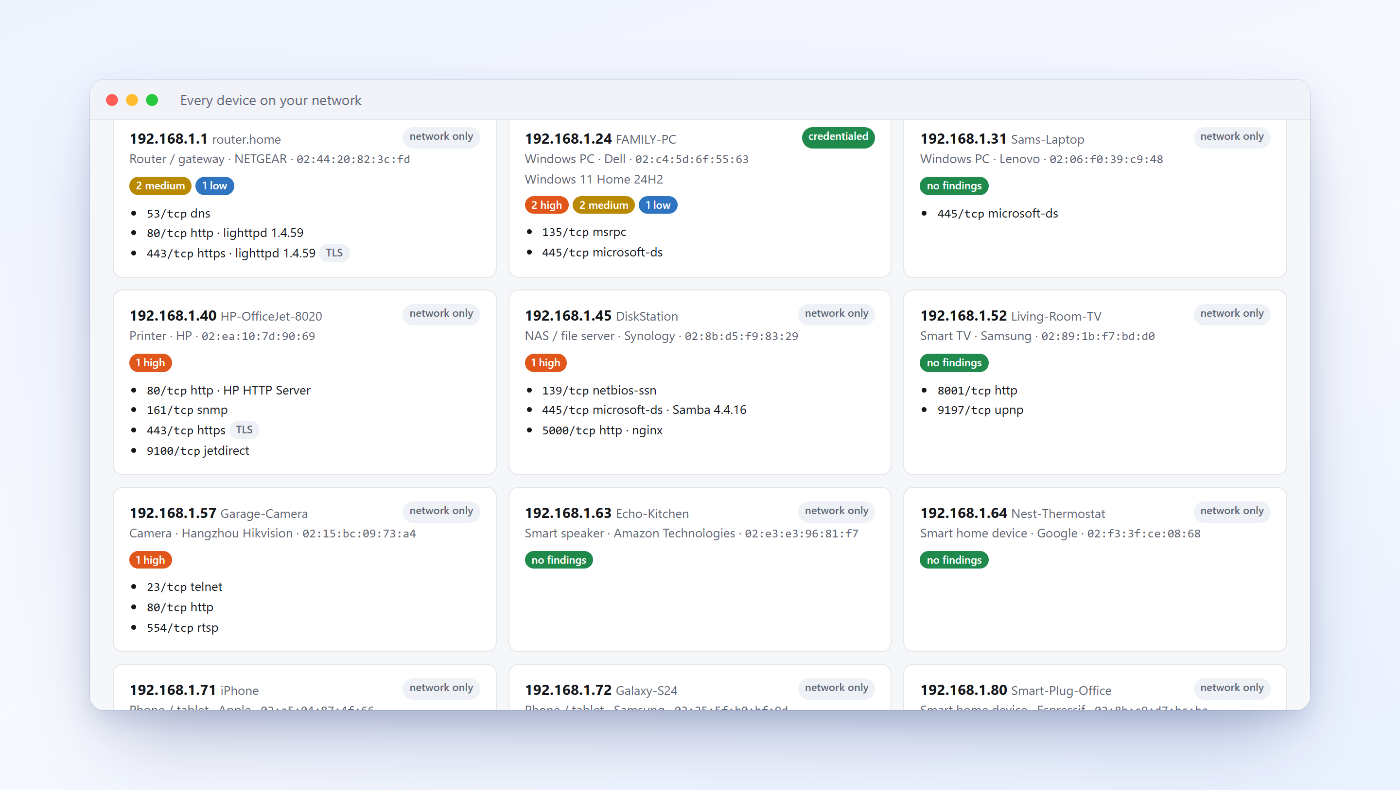 Every device on your network
192.168.1.1 router.home network only
Router / gateway · NETGEAR · 02:44:20:82:3c:fd
2 medium 1 low
53/tcp dns
80/tcp http · lighttpd 1.4.59
443/tcp https · lighttpd 1.4.59 TLS
192.168.1.24 FAMILY-PC credentialed
Windows PC · Dell · 02:c4:5d:6f:55:63
Windows 11 Home 24H2
2 high 2 medium 1 low
135/tcp msrpc
445/tcp microsoft-ds
192.168.1.31 Sams-Laptop network only
Windows PC · Lenovo · 02:06:f0:39:c9:48
no findings
445/tcp microsoft-ds
192.168.1.40 HP-OfficeJet-8020 network only
Printer · HP · 02:ea:10:7d:90:69
1 high
80/tcp http · HP HTTP Server
161/tcp snmp
443/tcp https TLS
9100/tcp jetdirect
192.168.1.45 DiskStation network only
NAS / file server · Synology · 02:8b:d5:f9:83:29
1 high
139/tcp netbios-ssn
445/tcp microsoft-ds · Samba 4.4.16
5000/tcp http · nginx
192.168.1.52 Living-Room-TV network only
Smart TV · Samsung · 02:89:1b:f7:bd:d0
no findings
8001/tcp http
9197/tcp upnp
192.168.1.57 Garage-Camera network only
Camera · Hangzhou Hikvision · 02:15:bc:09:73:a4
1 high
23/tcp telnet
80/tcp http
554/tcp rtsp
192.168.1.63 Echo-Kitchen network only
Smart speaker · Amazon Technologies · 02:e3:e3:96:81:f7
no findings
192.168.1.64 Nest-Thermostat network only
Smart home device · Google · 02:f3:3f:ce:08:68
no findings
192.168.1.71 iPhone network only
Phone / tablet · Apple ·
192.168.1.72 Galaxy-S24 network only
Phone / tablet · Samsung ·
192.168.1.80 Smart-Plug-Office network only
Smart home device · Espressif ·